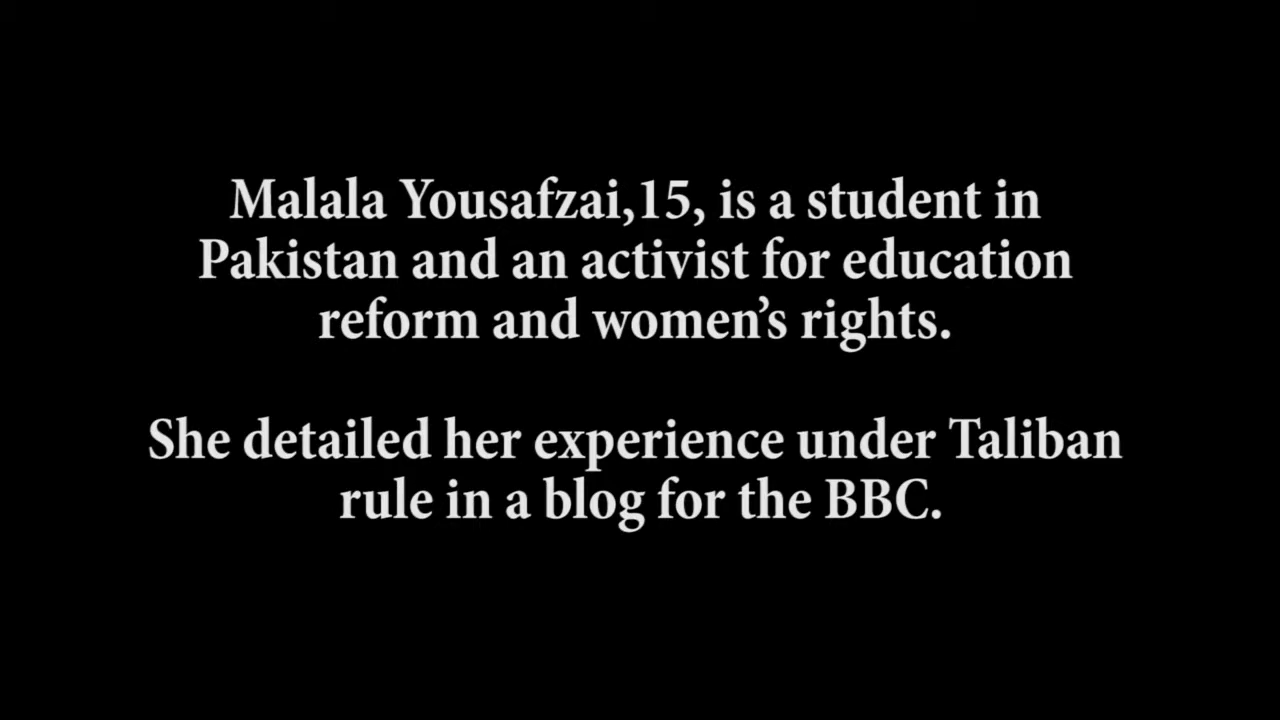 Malala Yousafzai,15, is a student in
Pakistan and an activist for education
reform and women’s rights.
She detailed her experience under Taliban
rule in a blog for the BBC.